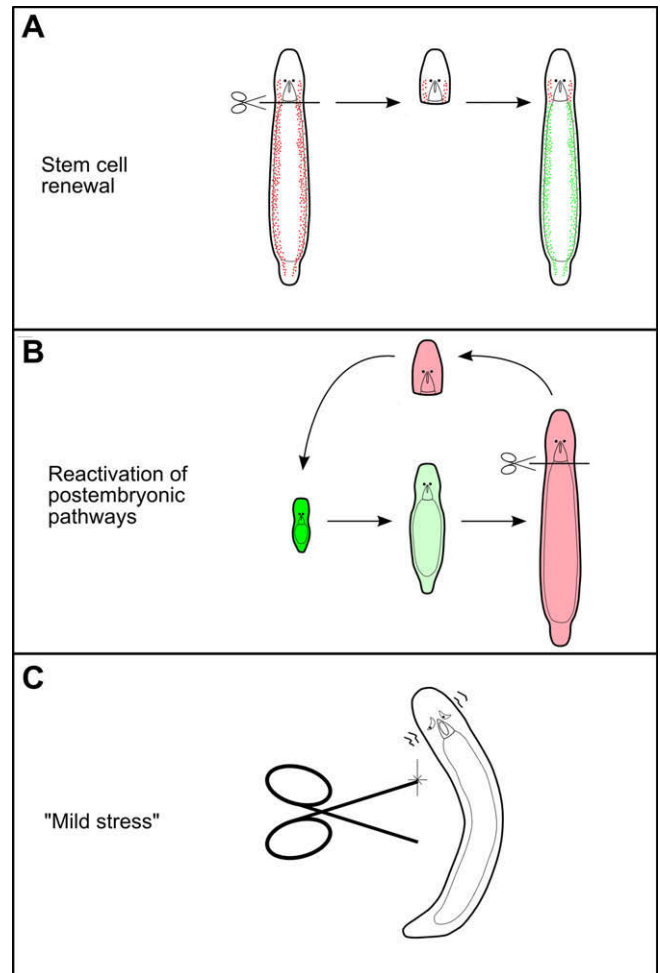 A
Stem cell
renewal
B
Reactivation of
postembryonic
pathways
C
"Mild stress"